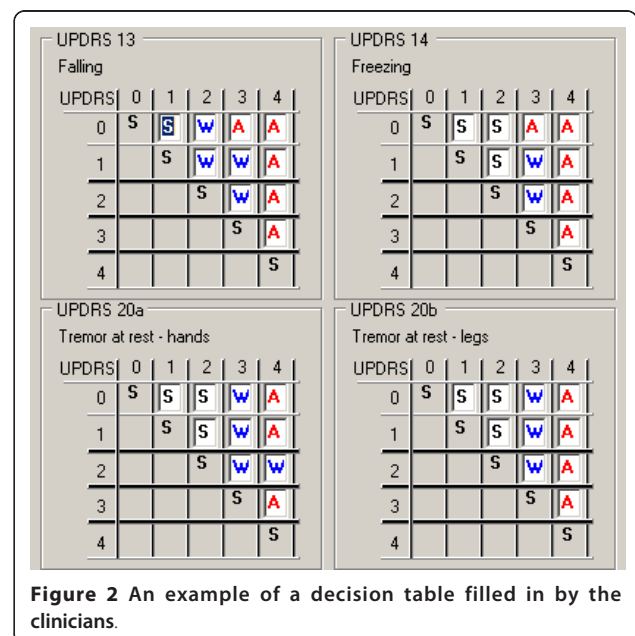 UPDRS 13
Falling
UPDRS 0 1 2 3 4
0 S S W A A
1 S W W A
2 S W A
3 S A
4 S
UPDRS 14
Freezing
UPDRS 0 1 2 3 4
0 S S S A A
1 S S W A
2 S W A
3 S A
4 S
UPDRS 20a
Tremor at rest - hands
UPDRS 0 1 2 3 4
0 S S S W A
1 S S W A
2 S W W
3 S A
4 S
UPDRS 20b
Tremor at rest - legs
UPDRS 0 1 2 3 4
0 S S S W A
1 S S W A
2 S W A
3 S A
4 S
Figure 2 An example of a decision table filled in by the
clinicians.